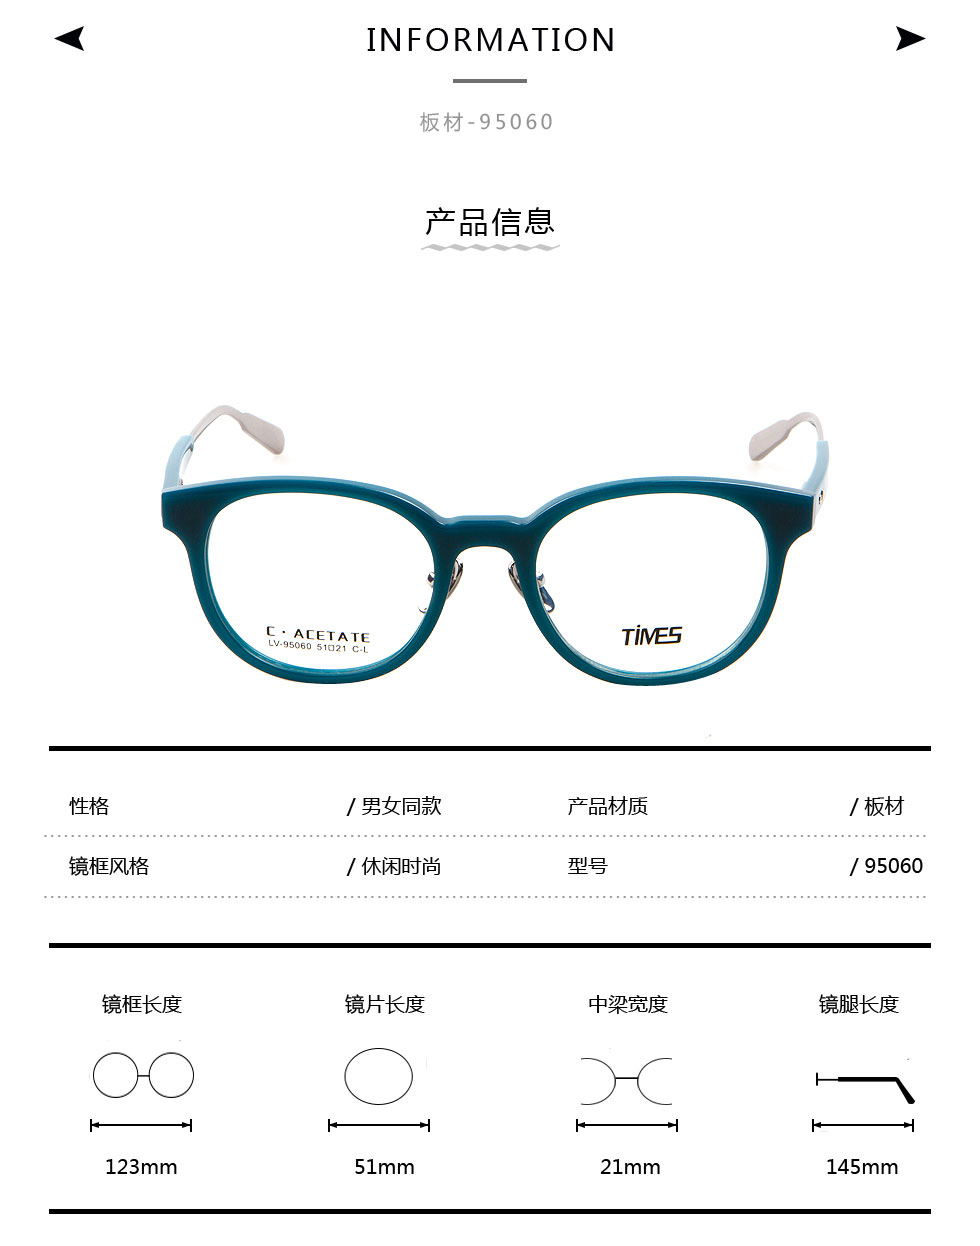 INFORMATION
板材-95060
产品信息
C · ACETATE
LV-95060 51□21 C-L
TiMES
性格 / 男女同款 产品材质 / 板材
镜框风格 / 休闲时尚 型号 / 95060
镜框长度 镜片长度 中梁宽度 镜腿长度
123mm 51mm 21mm 145mm